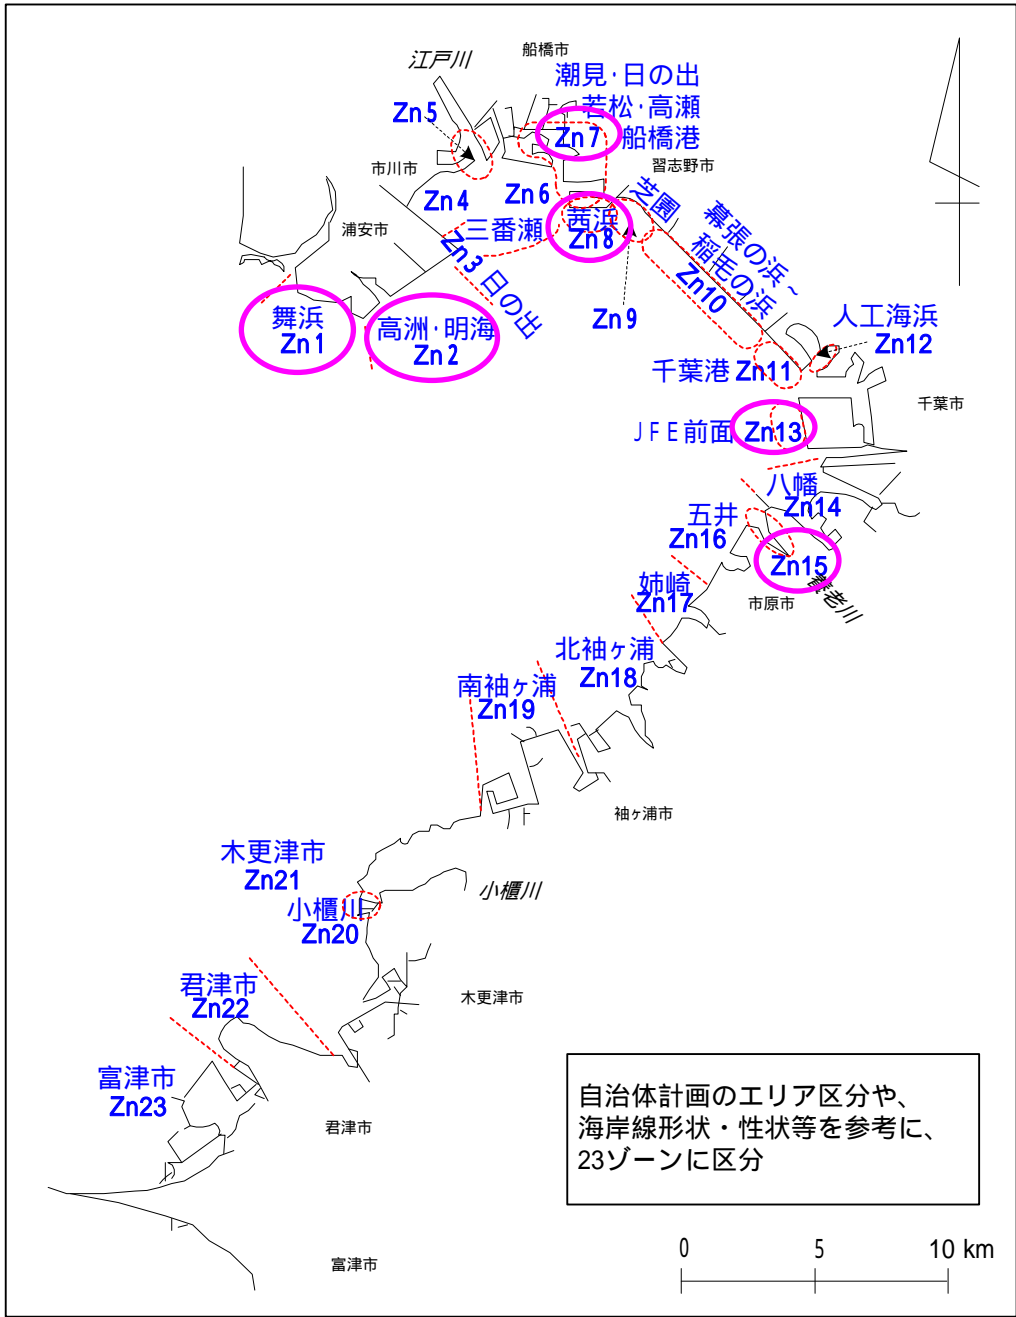 船橋市
江戸川
潮見・日の出
若松・高瀬
船橋港
Zn5
Zn7
市川市
習志野市
Zn4
Zn6
芝園
浦安市
三番瀬
茜浜
Zn8
幕張の浜～
稲毛の浜
Zn10
Zn3 日の出
Zn9
舞浜
Zn1
高洲・明海
Zn2
人工海浜
Zn12
千葉港 Zn11
千葉市
JFE前面 Zn13
八幡
Zn14
五井
Zn16
Zn15
養老川
姉崎
Zn17
市原市
北袖ヶ浦
Zn18
南袖ヶ浦
Zn19
袖ヶ浦市
木更津市
Zn21
小櫃川
小櫃川
Zn20
君津市
Zn22
木更津市
富津市
Zn23
君津市
自治体計画のエリア区分や、
海岸線形状・性状等を参考に、
23ゾーンに区分
富津市
0 5 10 km